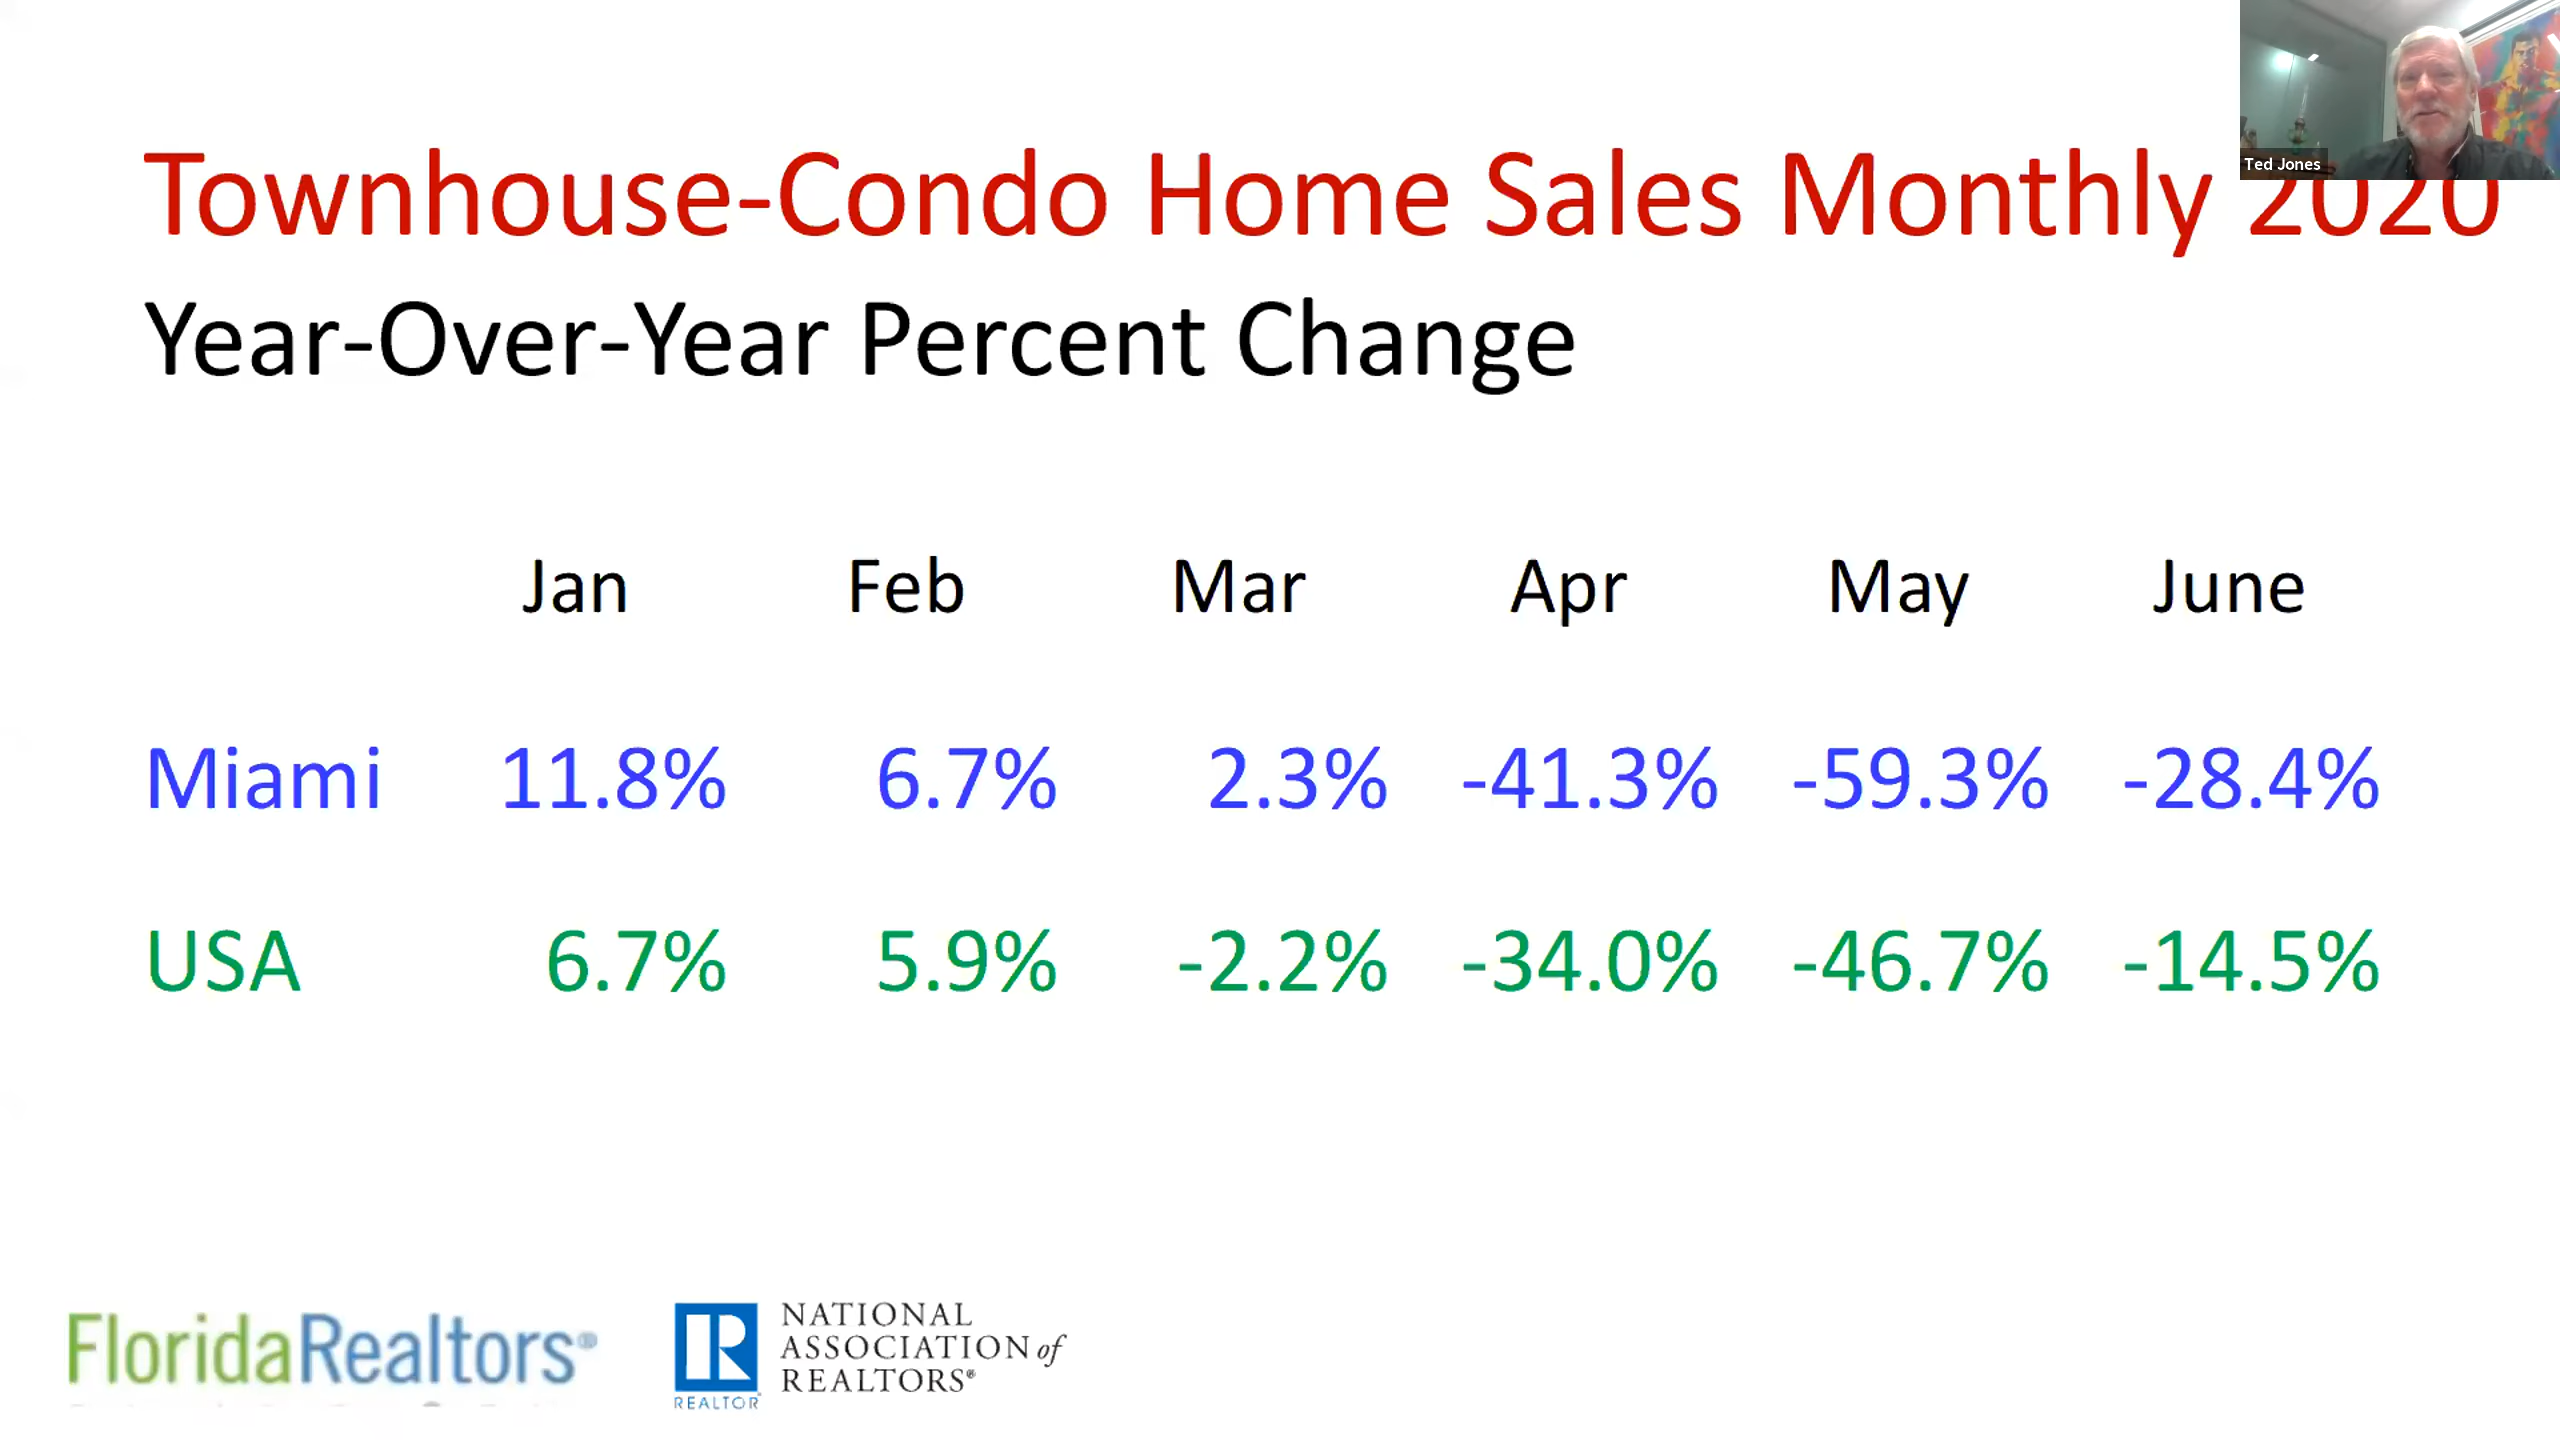 Ted Jones
Townhouse-Condo Home Sales Monthly 2020
Year-Over-Year Percent Change
Jan Feb Mar Apr May June
Miami 11.8% 6.7% 2.3% -41.3% -59.3% -28.4%
USA 6.7% 5.9% -2.2% -34.0% -46.7% -14.5%
FloridaRealtors®
REALTOR
NATIONAL
ASSOCIATION of
REALTORS®